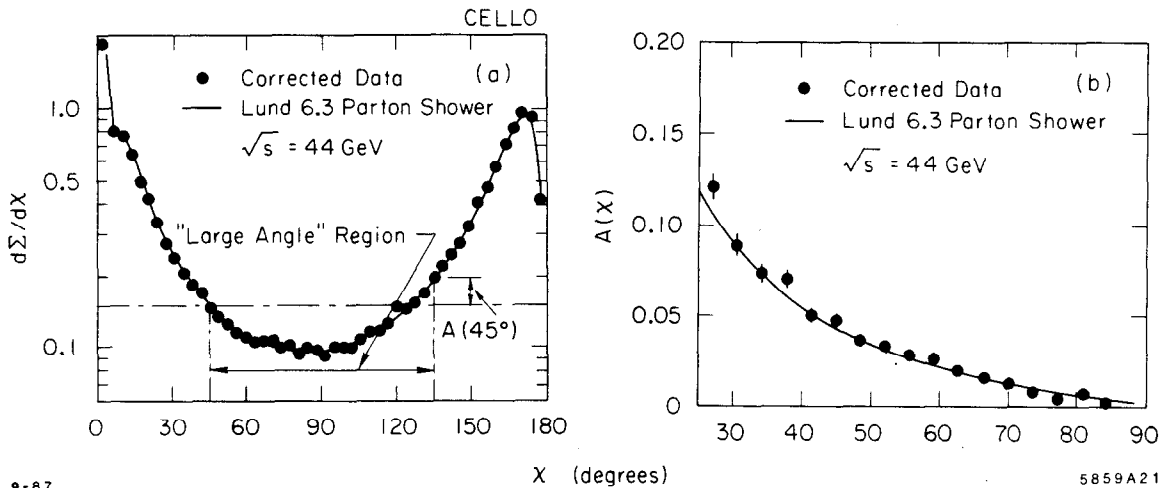 CELLO
(a)
● Corrected Data
— Lund 6.3 Parton Shower
√s = 44 GeV
1.0
0.5
0.1
dΣ/dχ
"Large Angle" Region
A(45°)
0 30 60 90 120 150 180
0.20
0.15
0.10
0.05
0
A(χ)
(b)
● Corrected Data
— Lund 6.3 Parton Shower
√s = 44 GeV
30 40 50 60 70 80 90
χ (degrees)
9-87
5859A21